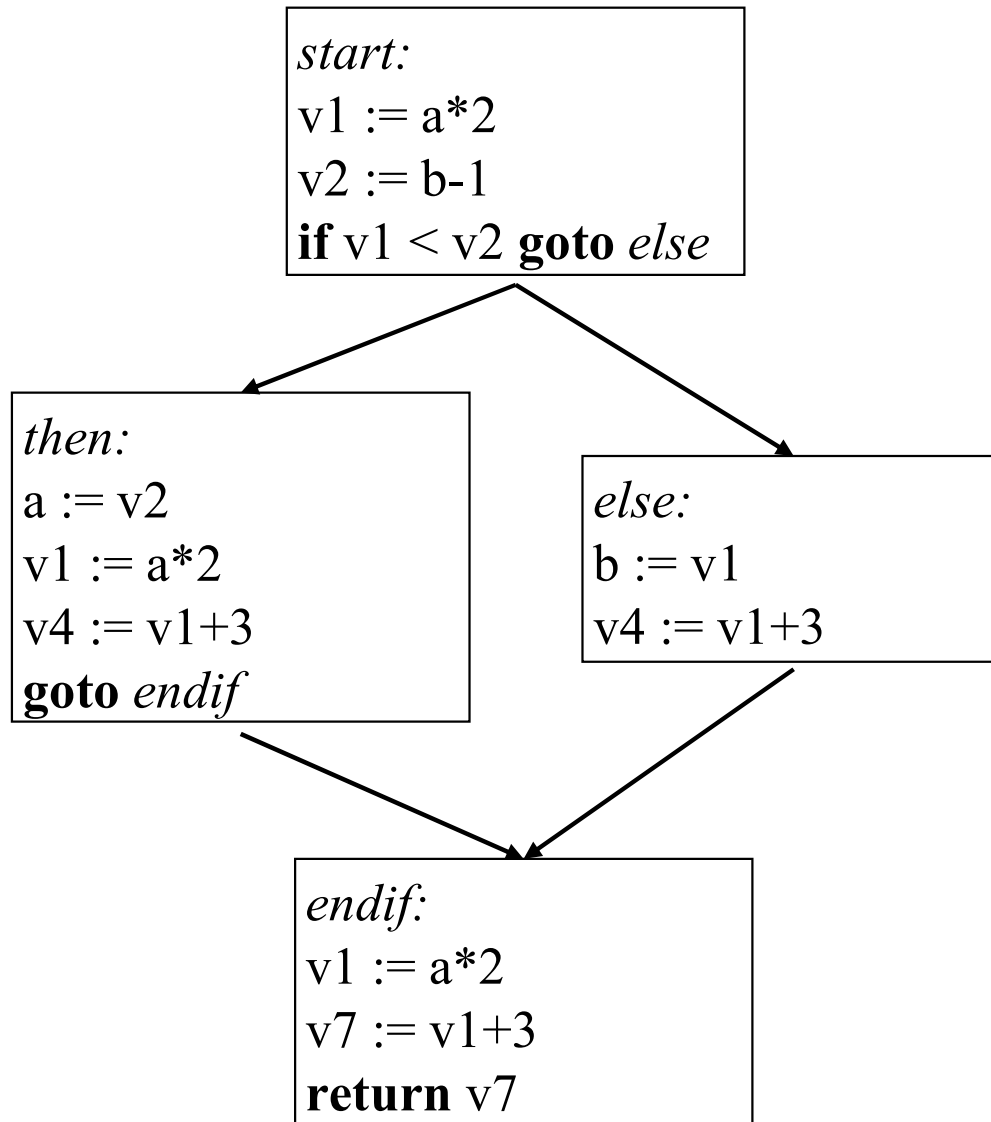 start:
v1 := a*2
v2 := b-1
if v1 < v2 goto else
then:
a := v2
v1 := a*2
v4 := v1+3
goto endif
else:
b := v1
v4 := v1+3
endif:
v1 := a*2
v7 := v1+3
return v7